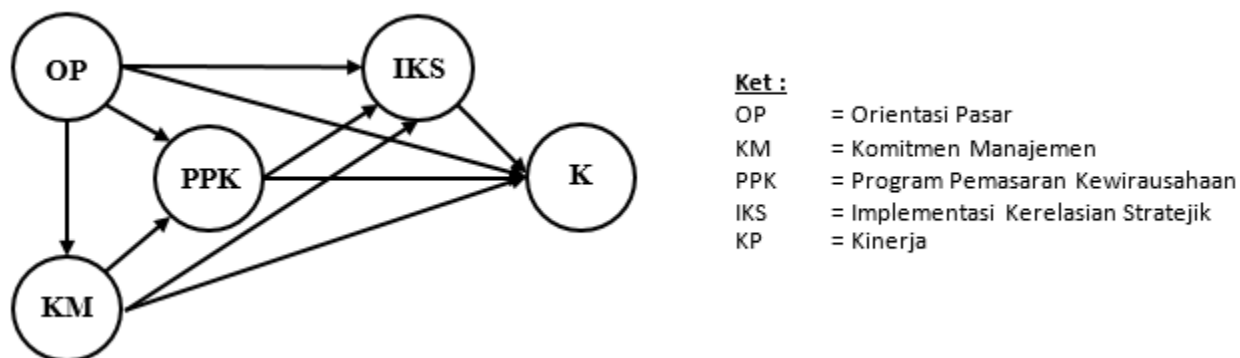 OP
IKS
PPK
K
KM
Ket :
OP = Orientasi Pasar
KM = Komitmen Manajemen
PPK = Program Pemasaran Kewirausahaan
IKS = Implementasi Kerelasian Stratejik
KP = Kinerja